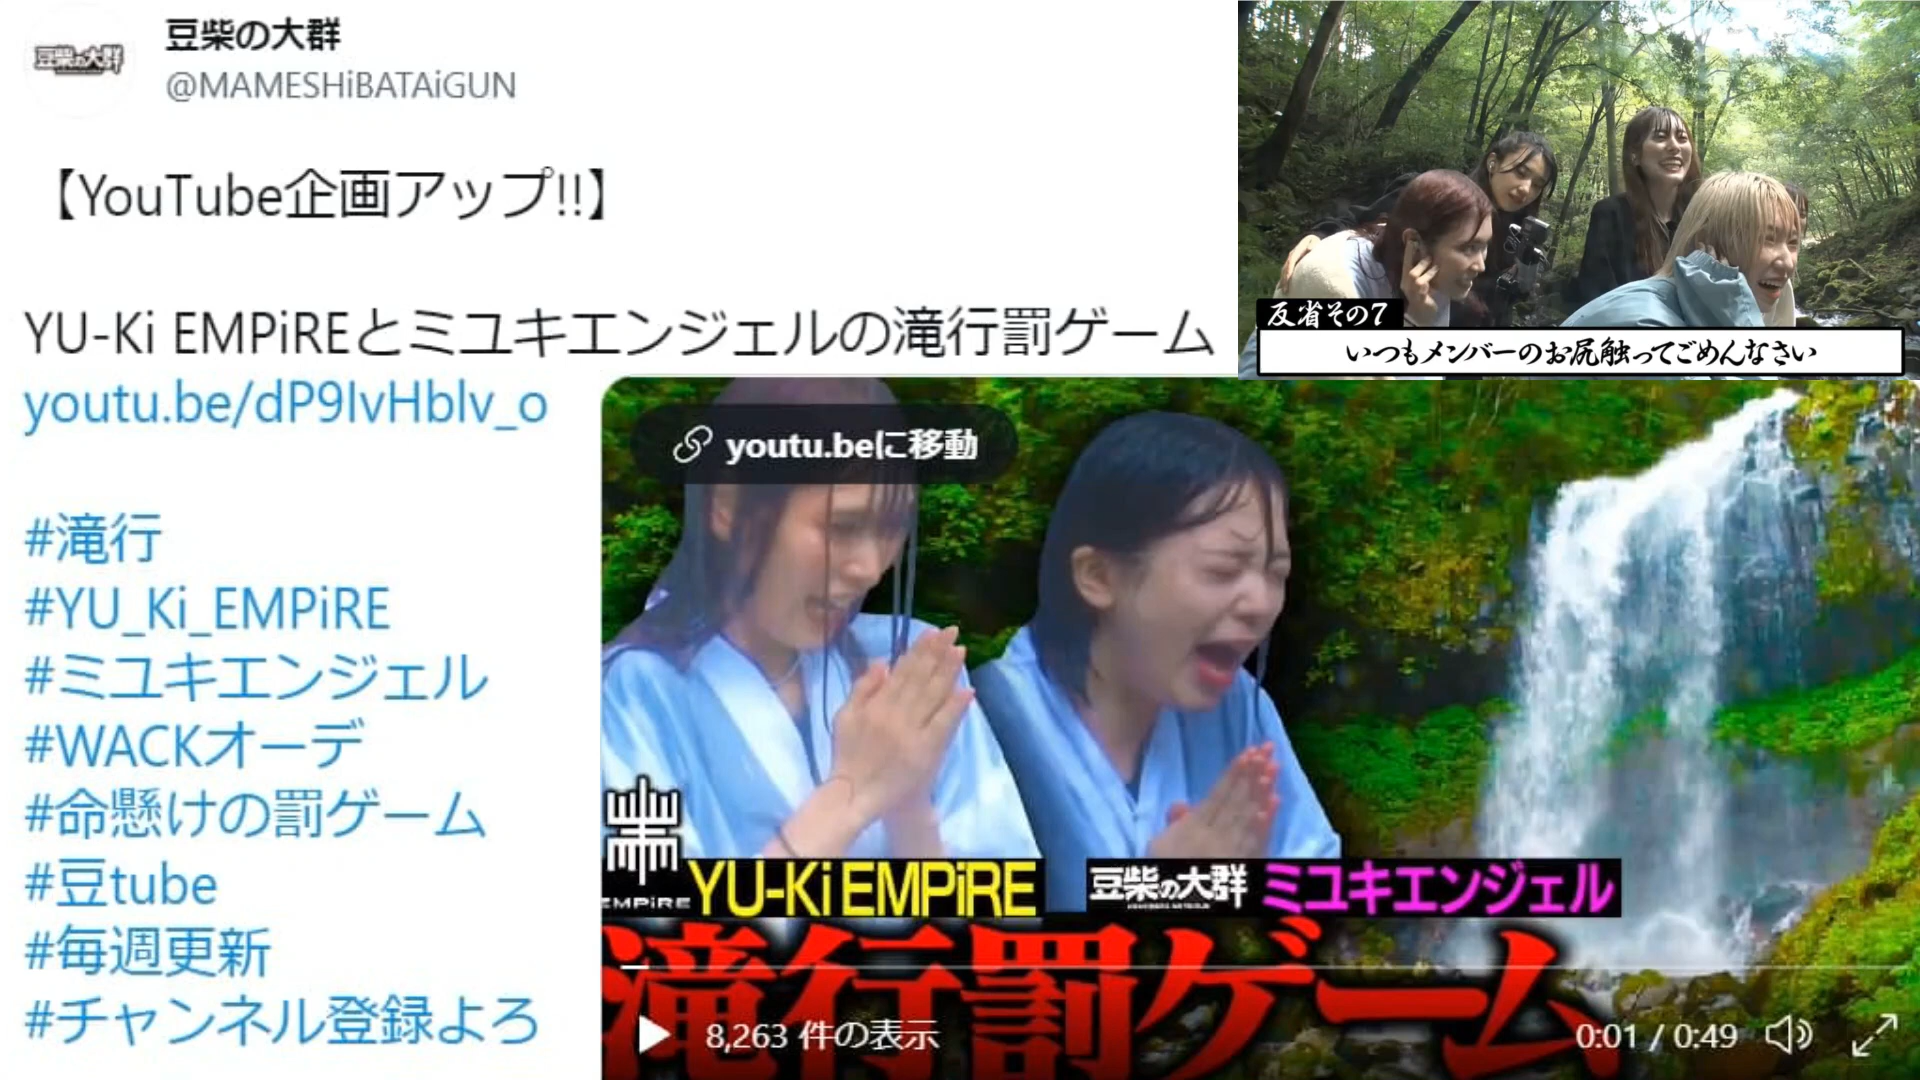 豆柴の大群
豆柴の大群
@MAMESHiBATAiGUN
【YouTube企画アップ!!】
YU-Ki EMPiREとミユキエンジェルの滝行罰ゲーム
youtu.be/dP9IvHblv_o
#滝行
#YU_Ki_EMPiRE
#ミユキエンジェル
#WACKオーデ
#命懸けの罰ゲーム
#豆tube
#毎週更新
#チャンネル登録よろ
反省その7
いつもメンバーのお尻触ってごめんなさい
youtu.beに移動
EMPiRE
YU-Ki EMPiRE
豆柴の大群
ミユキエンジェル
滝行罰ゲーム
8,263 件の表示
0:01 / 0:49